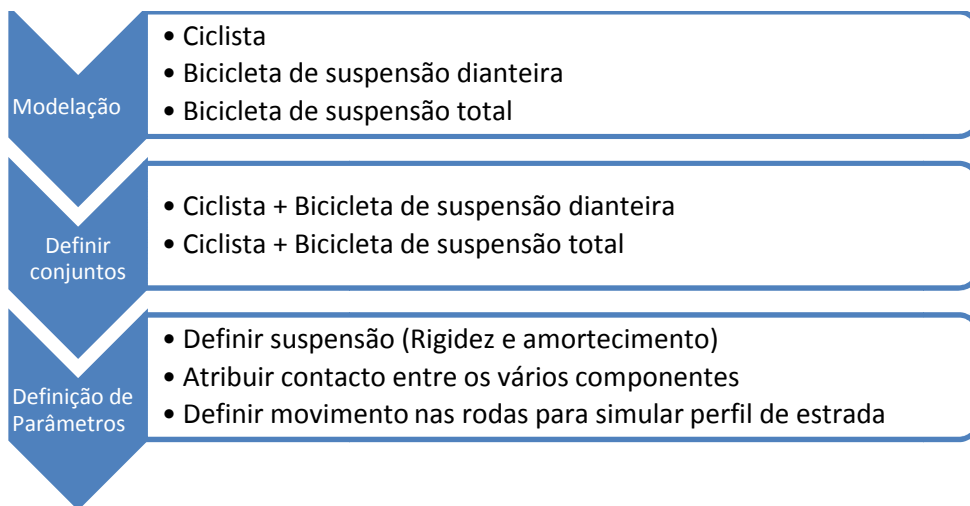 Modelação
• Ciclista
• Bicicleta de suspensão dianteira
• Bicicleta de suspensão total
Definir
conjuntos
• Ciclista + Bicicleta de suspensão dianteira
• Ciclista + Bicicleta de suspensão total
Definição de
Parâmetros
• Definir suspensão (Rigidez e amortecimento)
• Atribuir contacto entre os vários componentes
• Definir movimento nas rodas para simular perfil de estrada